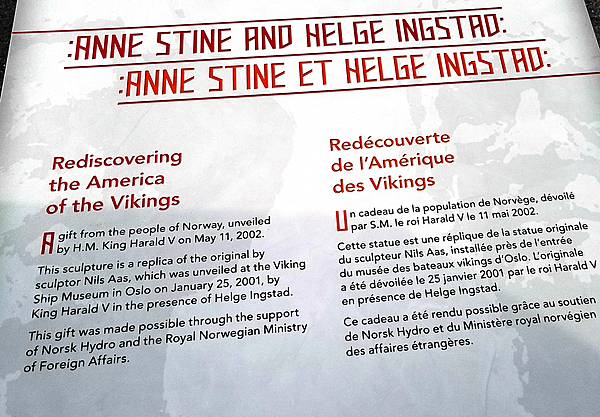 :ANNE STINE AND HELGE INGSTAD:
:ANNE STINE ET HELGE INGSTAD:
Rediscovering
the America
of the Vikings
A gift from the people of Norway, unveiled
by H.M. King Harald V on May 11, 2002.
This sculpture is a replica of the original by
sculptor Nils Aas, which was unveiled at the Viking
Ship Museum in Oslo on January 25, 2001, by
King Harald V in the presence of Helge Ingstad.
This gift was made possible through the support
of Norsk Hydro and the Royal Norwegian Ministry
of Foreign Affairs.
Redécouverte
de l'Amérique
des Vikings
Un cadeau de la population de Norvège, dévoilé
par S.M. le roi Harald V le 11 mai 2002.
Cette statue est une réplique de la statue originale
du sculpteur Nils Aas, installée près de l'entrée
du musée des bateaux vikings d'Oslo. L'originale
a été dévoilée le 25 janvier 2001 par le roi Harald V
en présence de Helge Ingstad.
Ce cadeau a été rendu possible grâce au soutien
de Norsk Hydro et du Ministère royal norvégien
des affaires étrangères.